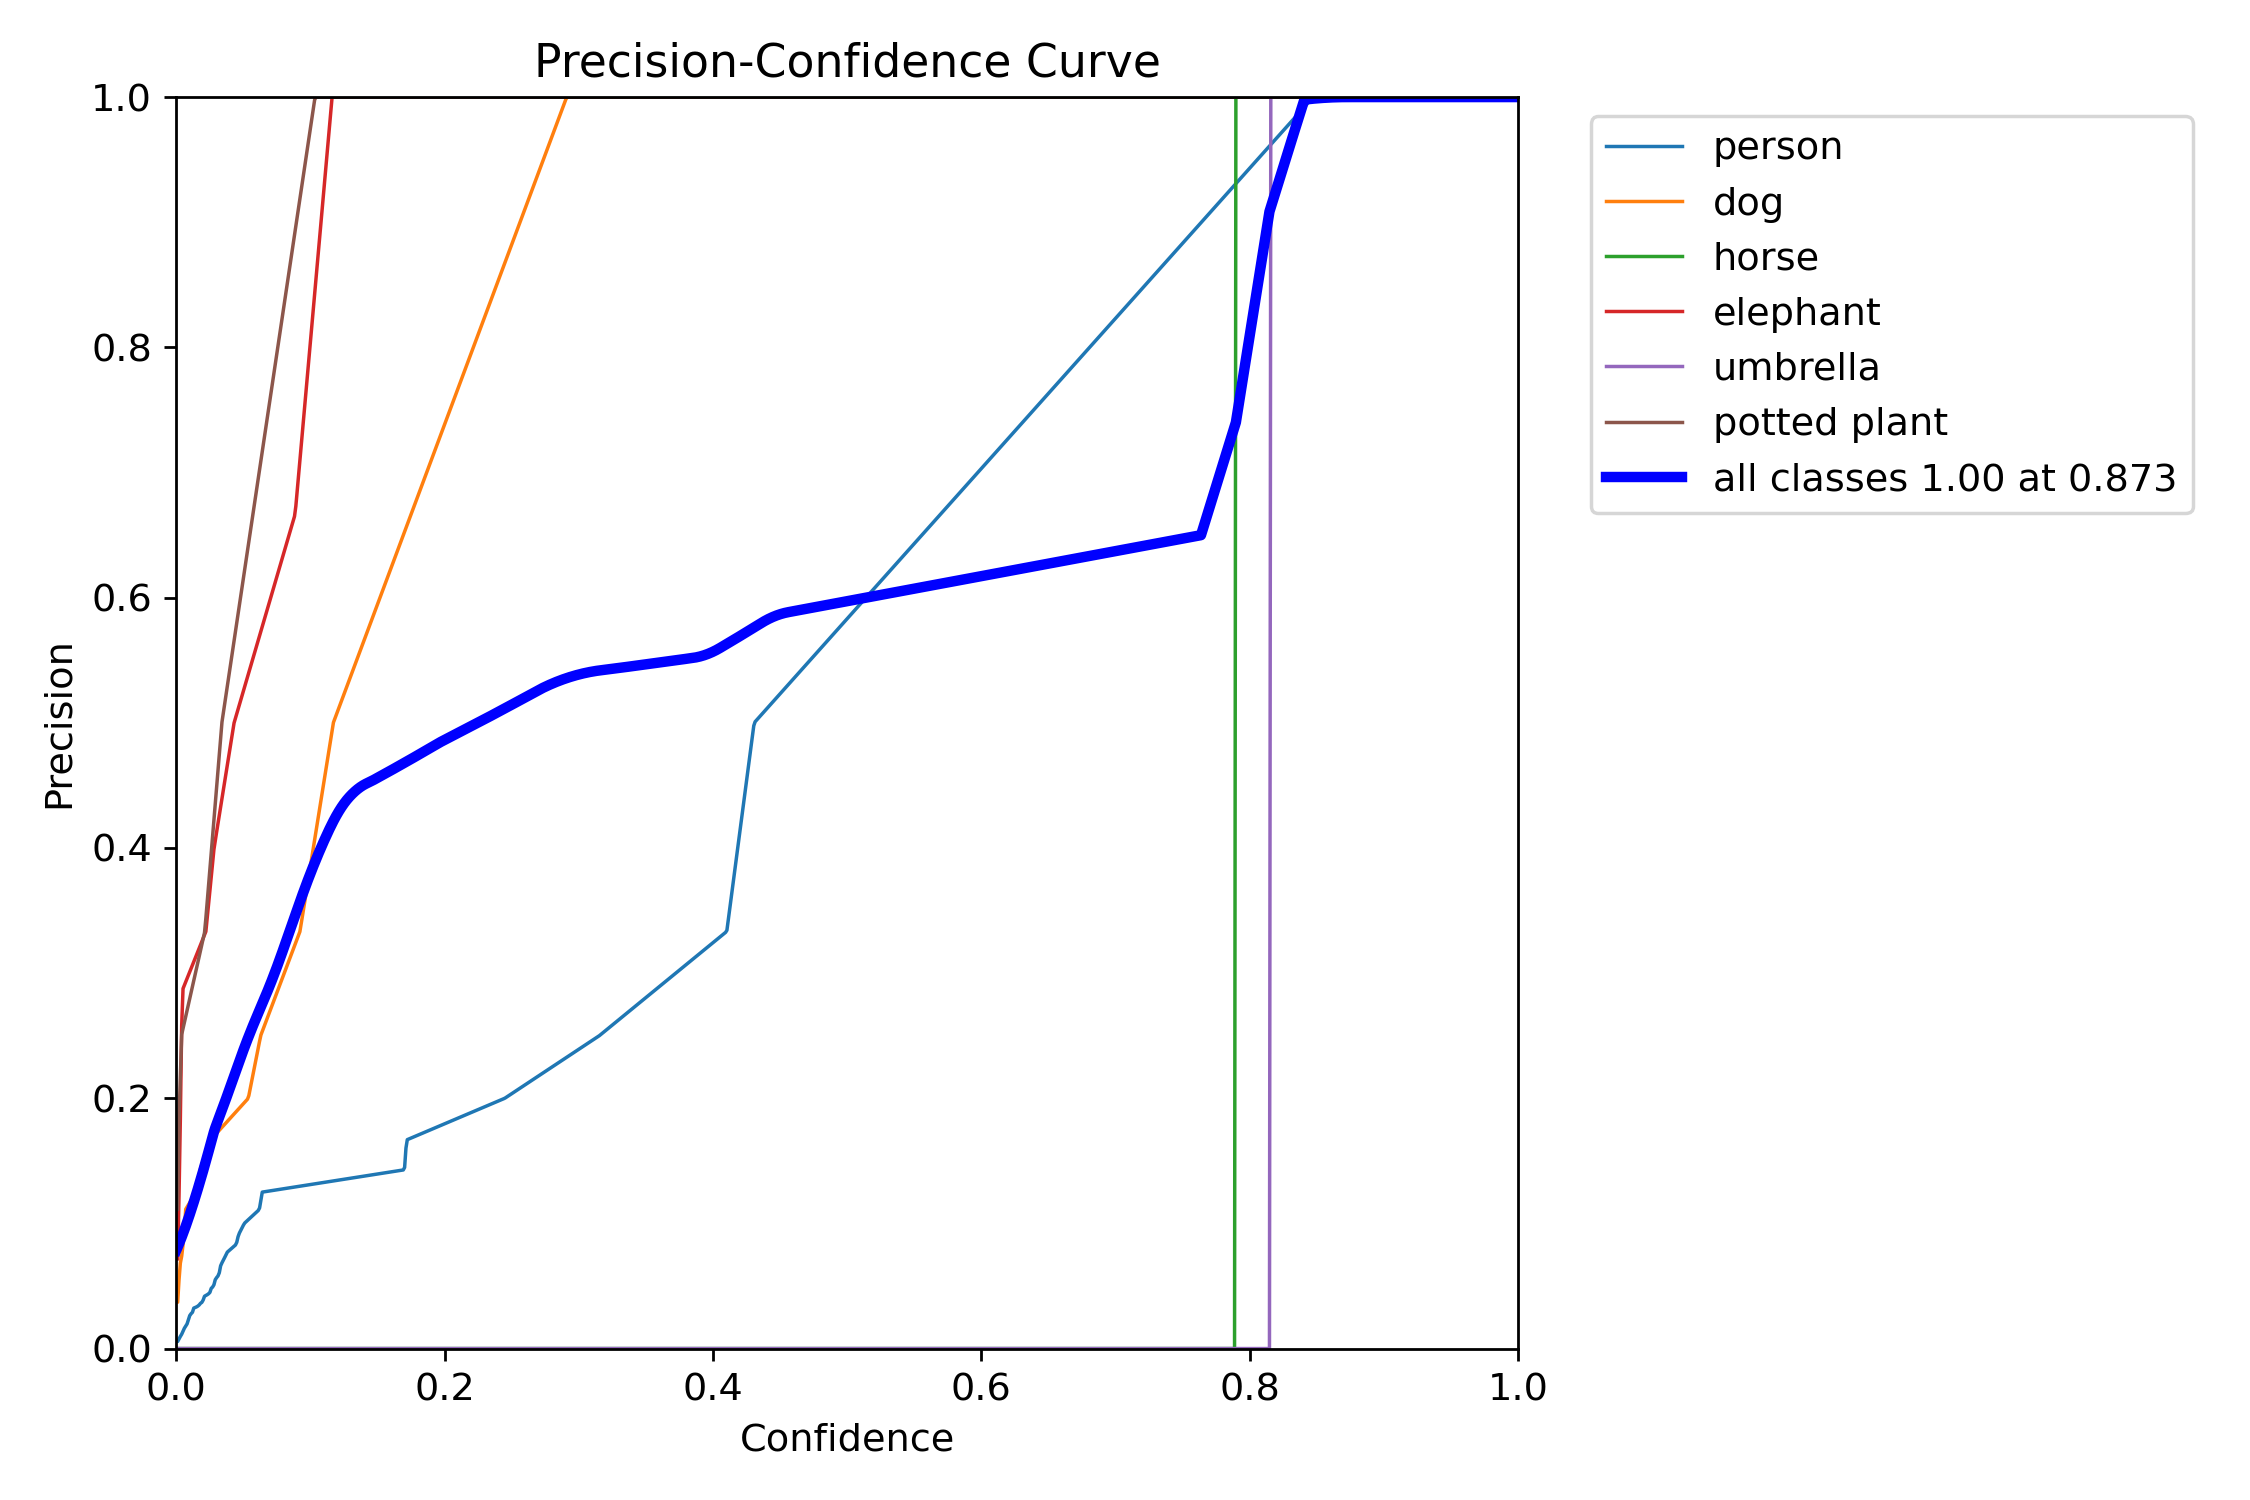 Precision-Confidence Curve
1.0
0.8
0.6
0.4
0.2
0.0
Precision
0.0 0.2 0.4 0.6 0.8 1.0
Confidence
person
dog
horse
elephant
umbrella
potted plant
all classes 1.00 at 0.873